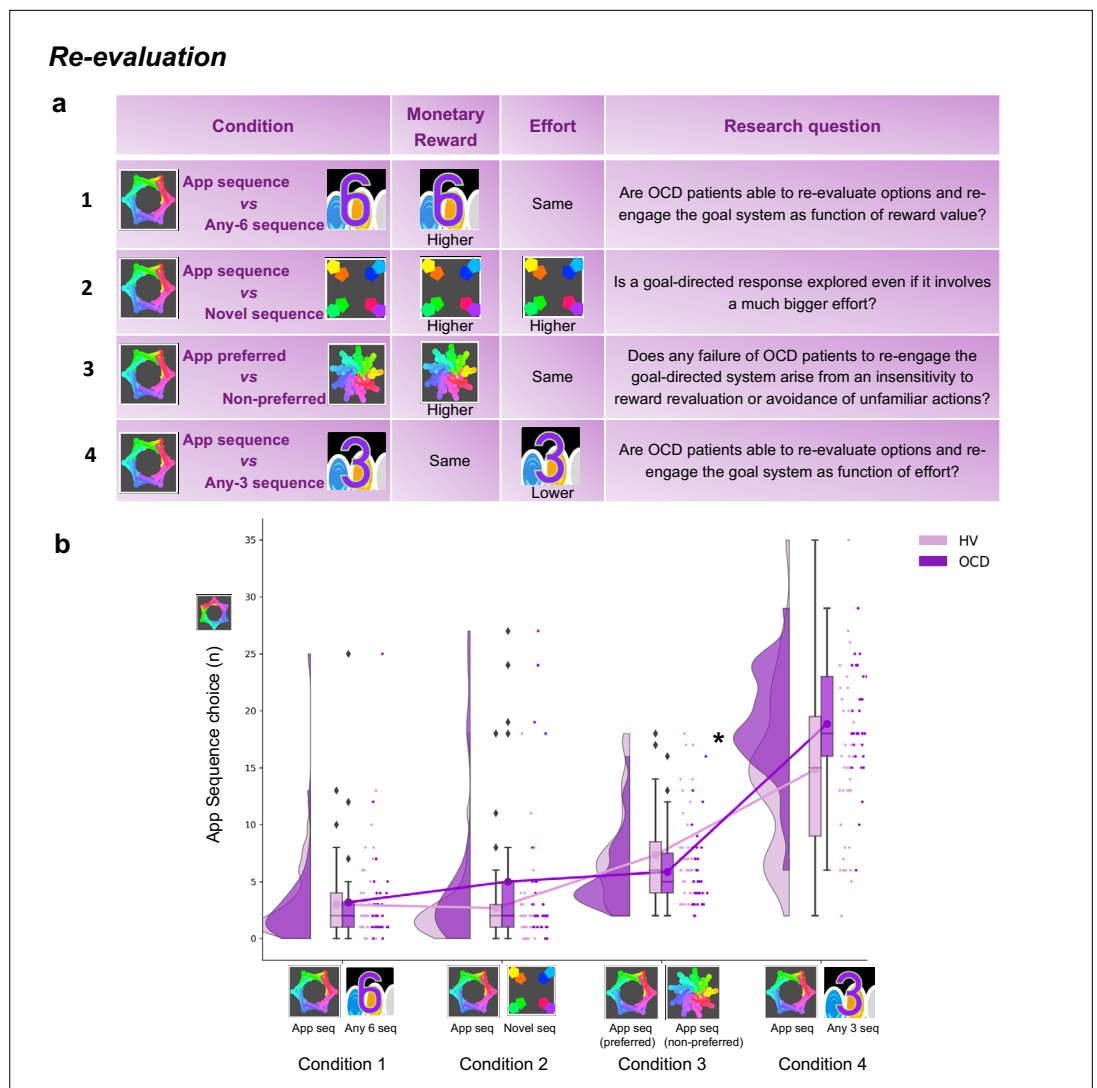 Re-evaluation
a
Condition
Monetary
Reward
Effort
Research question
1
App sequence
vs
Any-6 sequence
6
6
Higher
Same
Are OCD patients able to re-evaluate options and re-
engage the goal system as function of reward value?
2
App sequence
vs
Novel sequence
Higher
Higher
Is a goal-directed response explored even if it involves
a much bigger effort?
3
App preferred
vs
Non-preferred
Higher
Same
Does any failure of OCD patients to re-engage the
goal-directed system arise from an insensitivity to
reward revaluation or avoidance of unfamiliar actions?
4
App sequence
vs
Any-3 sequence
3
Same
3
Lower
Are OCD patients able to re-evaluate options and re-
engage the goal system as function of effort?
b
HV
OCD
App Sequence choice (n)
35
30
25
20
15
10
5
0
*
6
3
App seq
Any 6 seq
App seq
Novel seq
App seq
(preferred)
App seq
(non-preferred)
App seq
Any 3 seq
Condition 1
Condition 2
Condition 3
Condition 4